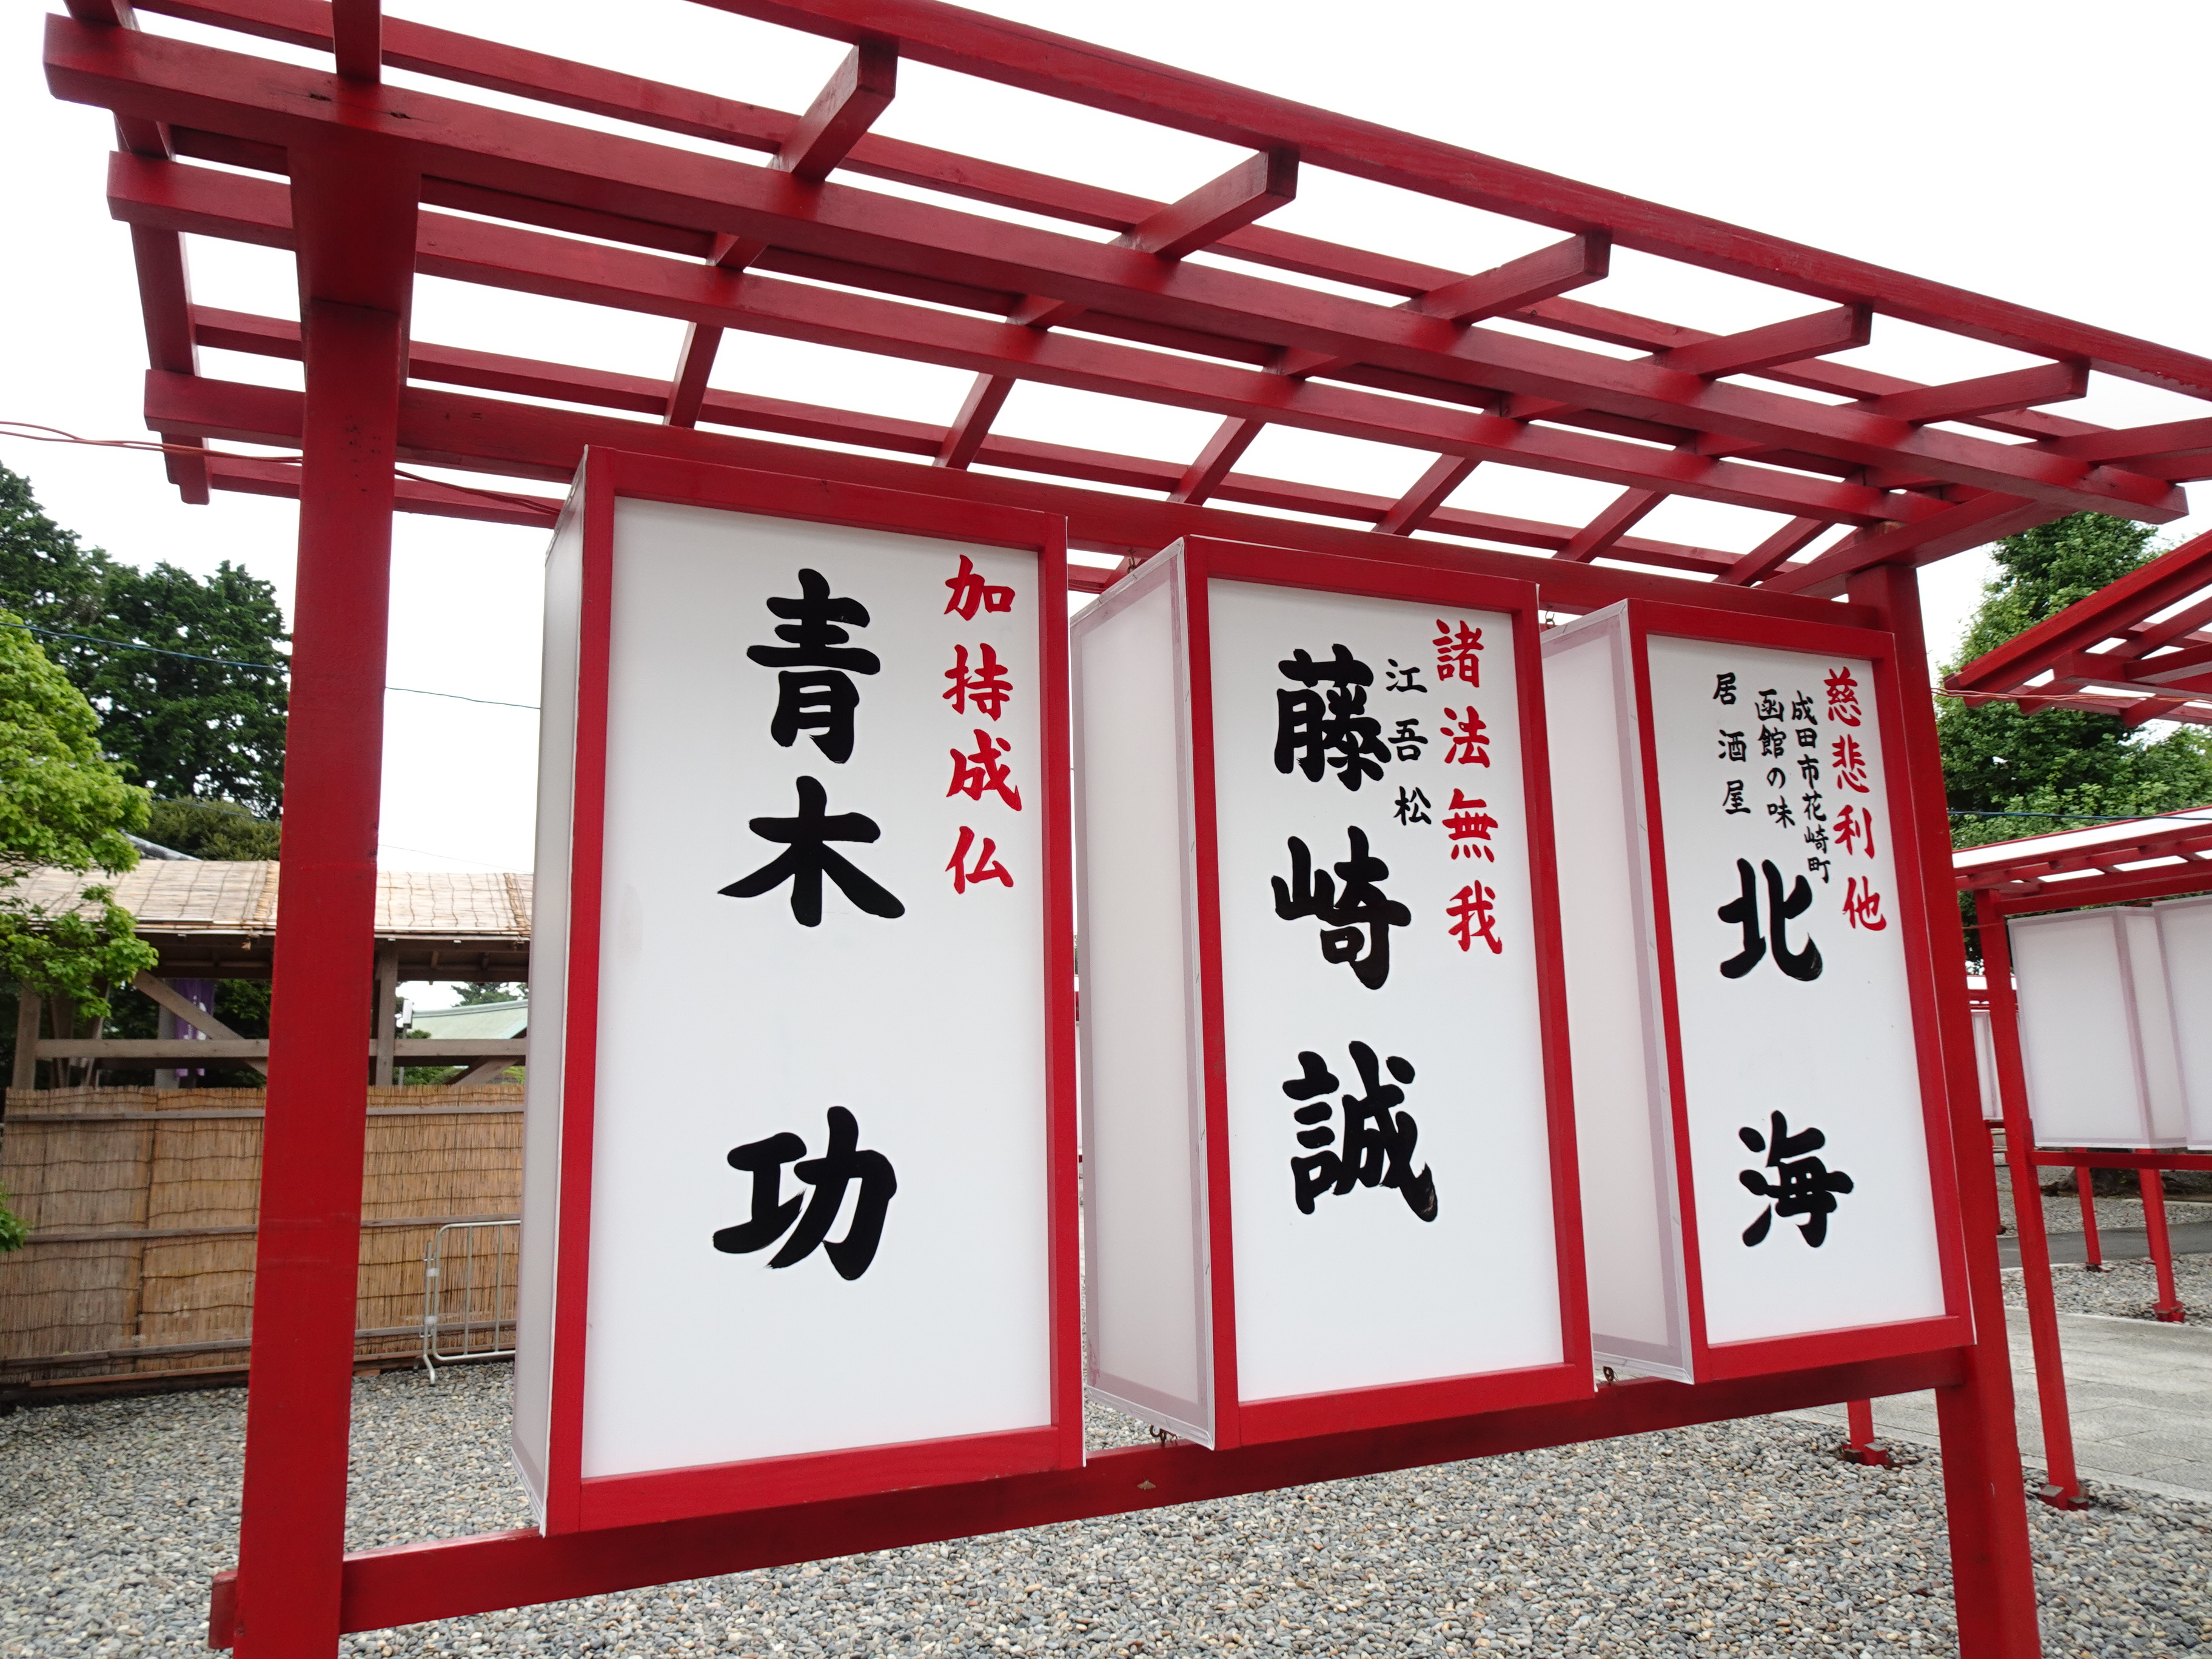 加持成仏
青木功
諸法無我
江吾松
藤崎誠
慈悲利他
成田市花崎町
函館の味
居酒屋
北海